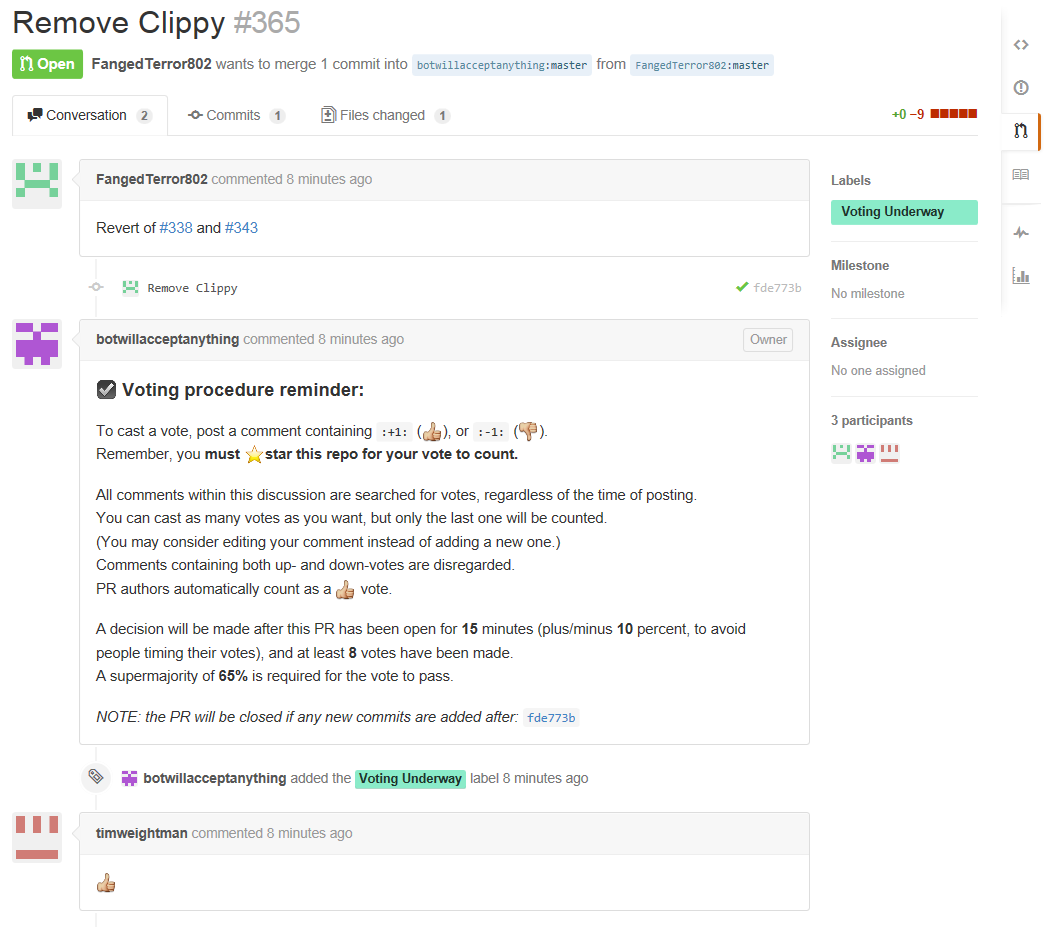 Remove Clippy #365
Open FangedTerror802 wants to merge 1 commit into botwillacceptanything:master from FangedTerror802:master
Conversation 2 Commits 1 Files changed 1 +0 −9
FangedTerror802 commented 8 minutes ago
Revert of #338 and #343
Remove Clippy fde773b
botwillacceptanything commented 8 minutes ago Owner
Voting procedure reminder:
To cast a vote, post a comment containing :+1: (👍), or :-1: (👎).
Remember, you must ⭐star this repo for your vote to count.
All comments within this discussion are searched for votes, regardless of the time of posting.
You can cast as many votes as you want, but only the last one will be counted.
(You may consider editing your comment instead of adding a new one.)
Comments containing both up- and down-votes are disregarded.
PR authors automatically count as a 👍 vote.
A decision will be made after this PR has been open for 15 minutes (plus/minus 10 percent, to avoid
people timing their votes), and at least 8 votes have been made.
A supermajority of 65% is required for the vote to pass.
NOTE: the PR will be closed if any new commits are added after: fde773b
botwillacceptanything added the Voting Underway label 8 minutes ago
timweightman commented 8 minutes ago
👍
Labels
Voting Underway
Milestone
No milestone
Assignee
No one assigned
3 participants